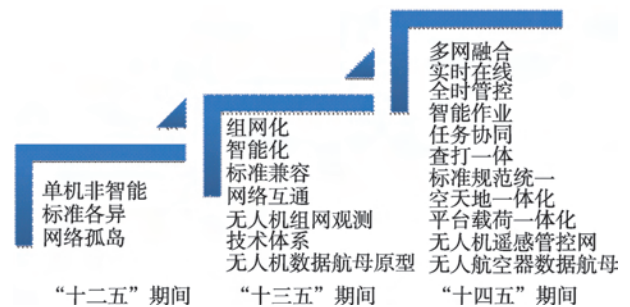 单机非智能
标准各异
网络孤岛
“十二五”期间
组网化
智能化
标准兼容
网络互通
无人机组网观测
技术体系
无人机数据航母原型
“十三五”期间
多网融合
实时在线
全时管控
智能作业
任务协同
查打一体
标准规范统一
空天地一体化
平台载荷一体化
无人机遥感管控网
无人航空器数据航母
“十四五”期间